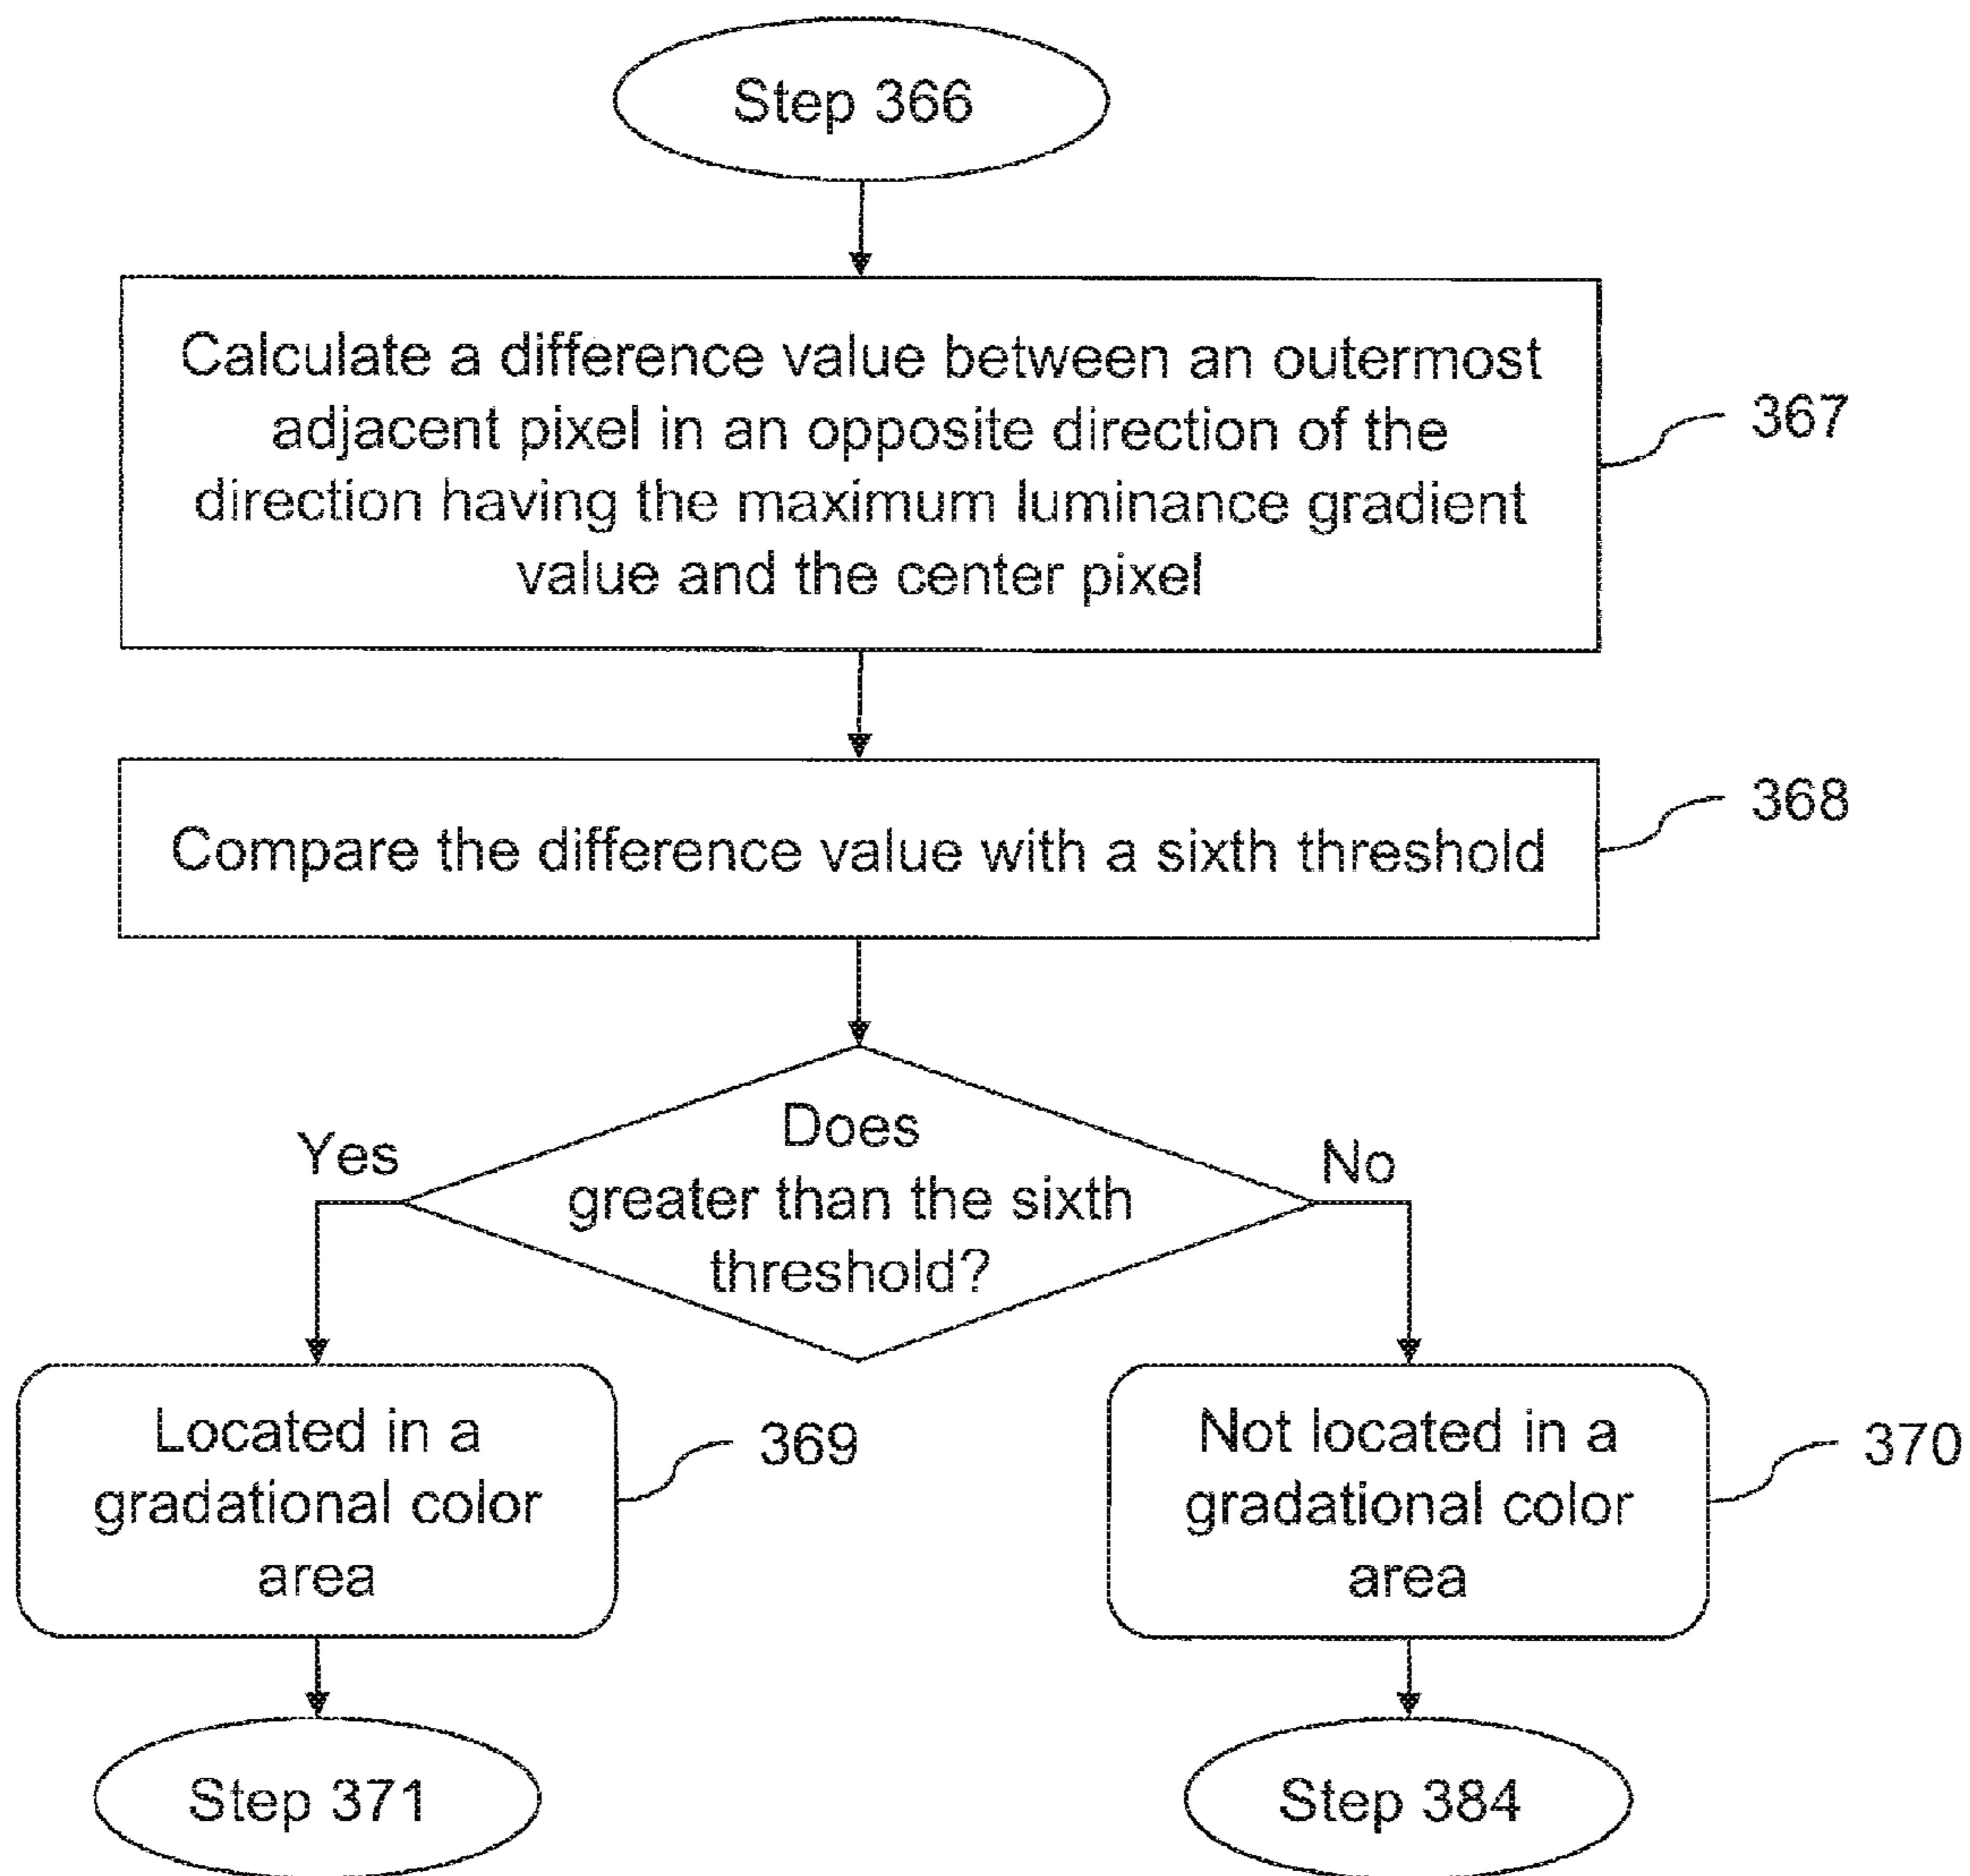 Step 366
Calculate a difference value between an outermost
adjacent pixel in an opposite direction of the
direction having the maximum luminance gradient
value and the center pixel
367
Compare the difference value with a sixth threshold
368
Does
greater than the sixth
threshold?
Yes
No
Located in a
gradational color
area
369
Not located in a
gradational color
area
370
Step 371
Step 384